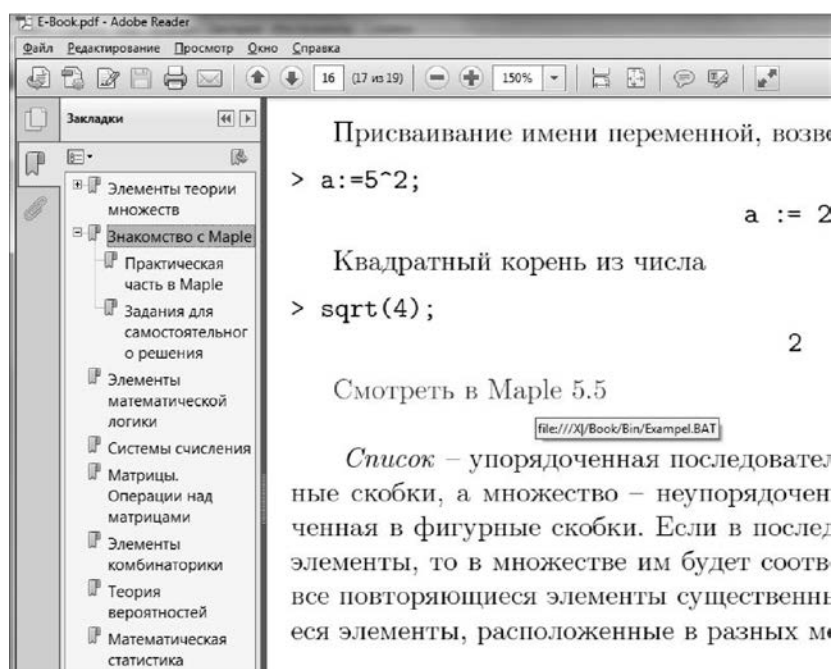 E-Book.pdf - Adobe Reader
Файл Редактирование Просмотр Окно Справка
16 (17 из 19) 150%
Закладки
Элементы теории
множеств
Знакомство с Maple
Практическая
часть в Maple
Задания для
самостоятельног
о решения
Элементы
математической
логики
Системы счисления
Матрицы.
Операции над
матрицами
Элементы
комбинаторики
Теория
вероятностей
Математическая
статистика
Присваивание имени переменной, возве
> a:=5^2;
a := 2
Квадратный корень из числа
> sqrt(4);
2
Смотреть в Maple 5.5
file:///X|/Book/Bin/Exampel.BAT
Список – упорядоченная последовател
ные скобки, а множество – неупорядочен
ченная в фигурные скобки. Если в послед
элементы, то в множестве им будет соотв
все повторяющиеся элементы существенны
еся элементы, расположенные в разных ме